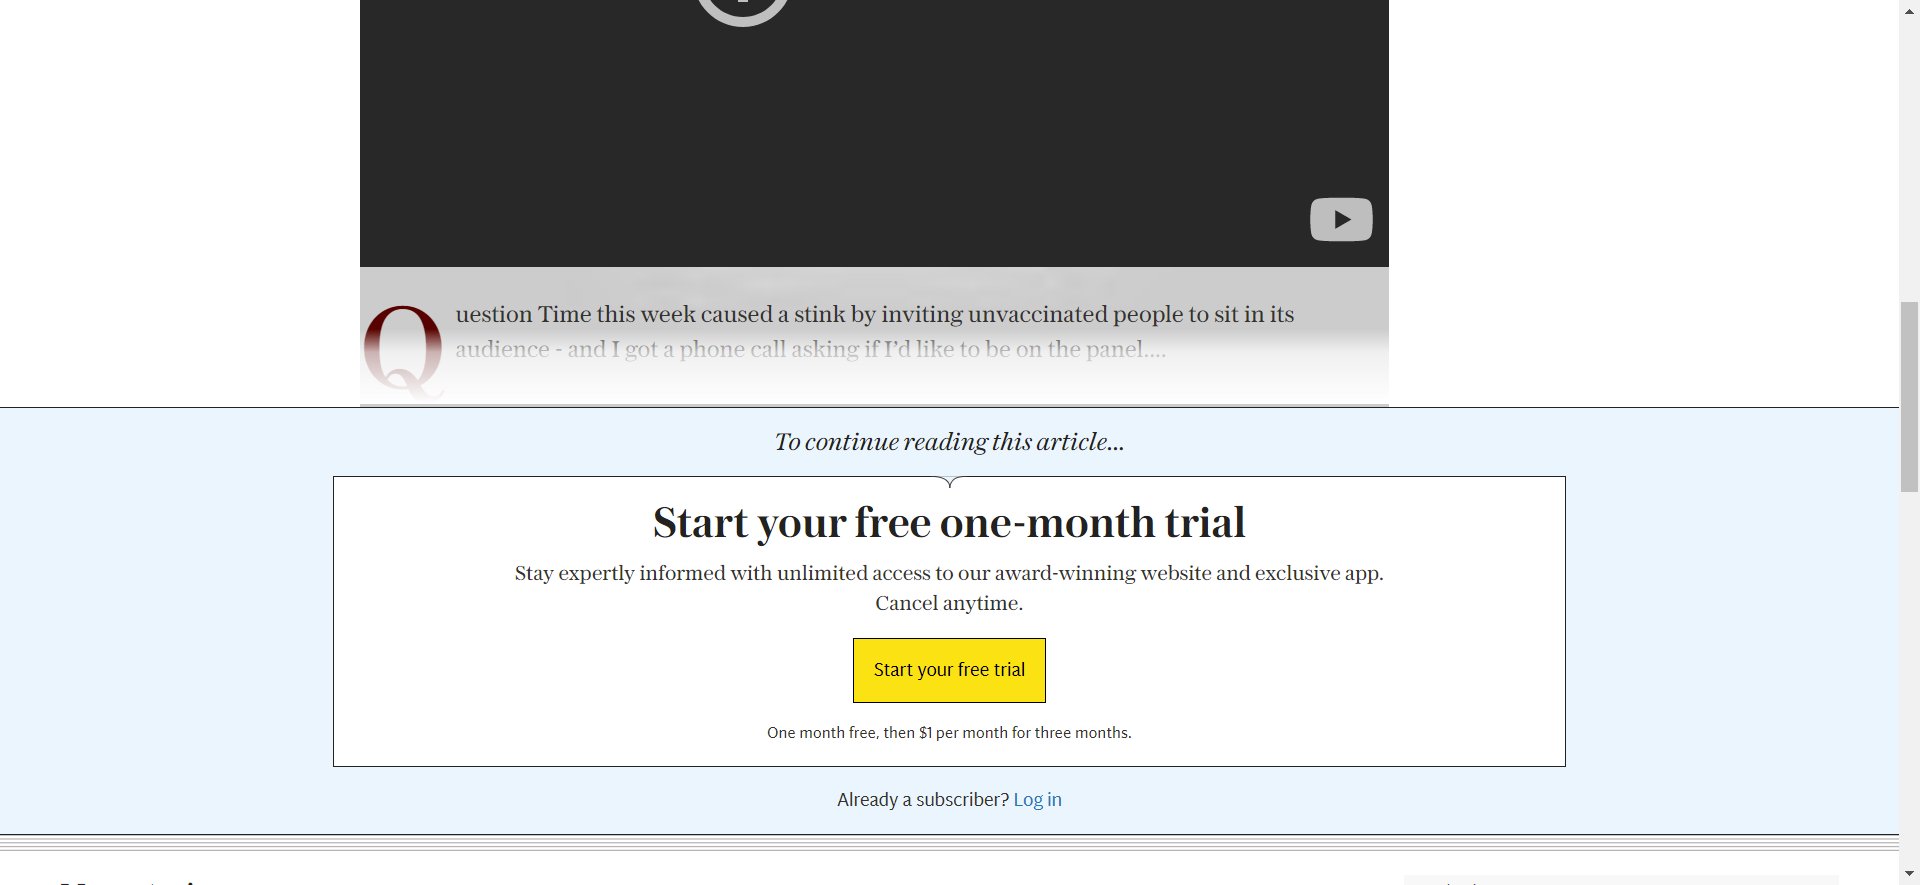 Question Time this week caused a stink by inviting unvaccinated people to sit in its
audience - and I got a phone call asking if I'd like to be on the panel....
To continue reading this article...
Start your free one-month trial
Stay expertly informed with unlimited access to our award-winning website and exclusive app.
Cancel anytime.
Start your free trial
One month free, then $1 per month for three months.
Already a subscriber? Log in